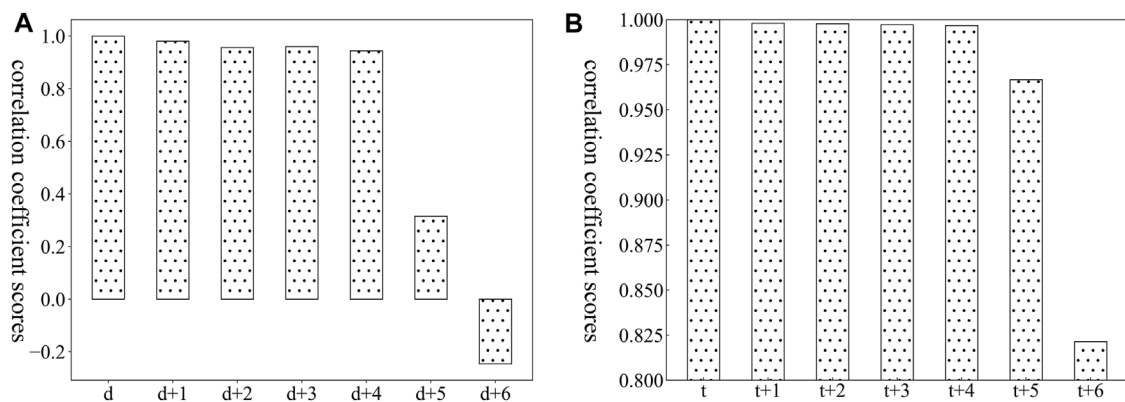 A
correlation coefficient scores
1.0
0.8
0.6
0.4
0.2
0.0
−0.2
d d+1 d+2 d+3 d+4 d+5 d+6
B
correlation coefficient scores
1.000
0.975
0.950
0.925
0.900
0.875
0.850
0.825
0.800
t t+1 t+2 t+3 t+4 t+5 t+6